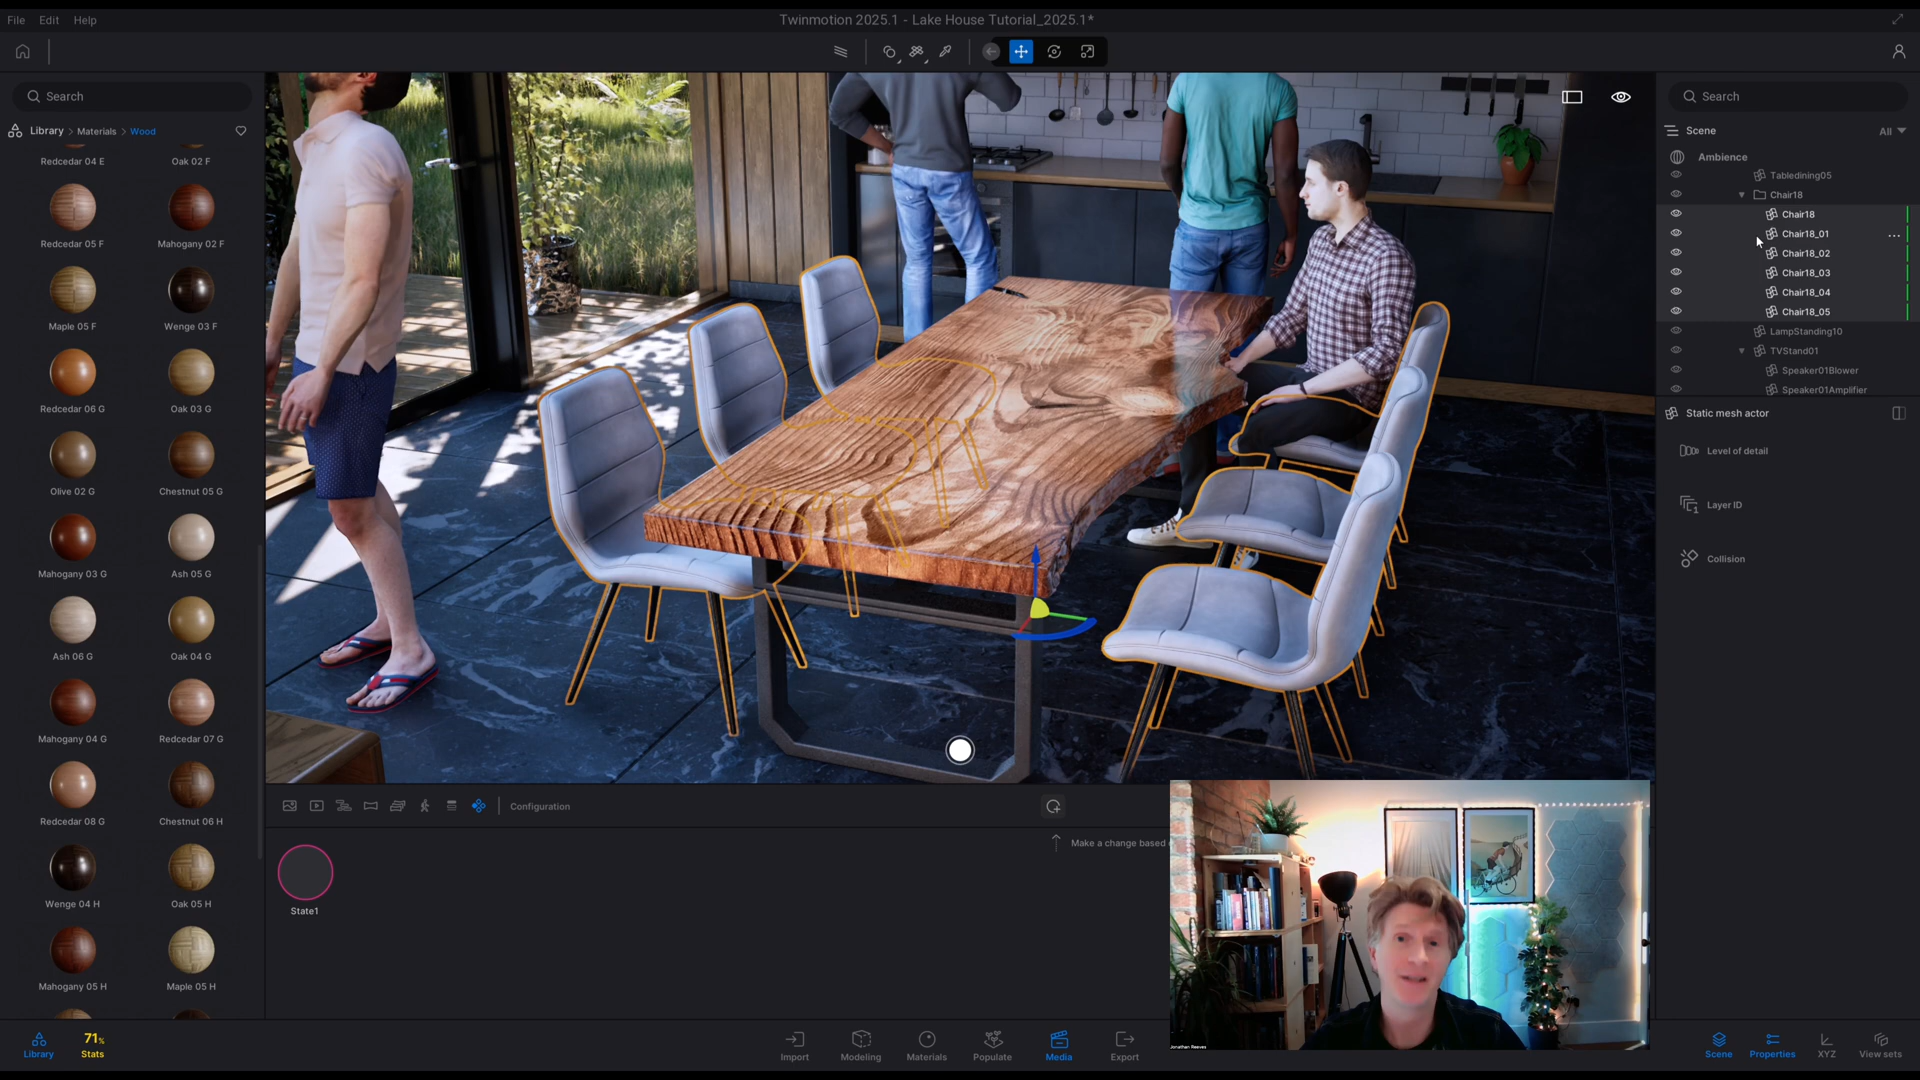 File Edit Help
Twinmotion 2025.1 - Lake House Tutorial_2025.1*
Search
Library > Materials > Wood
Redcedar 04 E
Oak 02 F
Redcedar 05 F
Mahogany 02 F
Maple 05 F
Wenge 03 F
Redcedar 06 G
Oak 03 G
Olive 02 G
Chestnut 05 G
Mahogany 03 G
Ash 05 G
Ash 06 G
Oak 04 G
Mahogany 04 G
Redcedar 07 G
Redcedar 08 G
Chestnut 06 H
Wenge 04 H
Oak 05 H
Mahogany 05 H
Maple 05 H
Search
Scene
All
Ambience
Tabledining05
Chair18
Chair18
Chair18_01
Chair18_02
Chair18_03
Chair18_04
Chair18_05
LampStanding10
TVStand01
Speaker01Blower
Speaker01Amplifier
Static mesh actor
Level of detail
Layer ID
Collision
Configuration
Make a change based
State1
Jonathan Reeves
Library
71%
Stats
Import
Modeling
Materials
Populate
Media
Export
Scene
Properties
XYZ
View sets